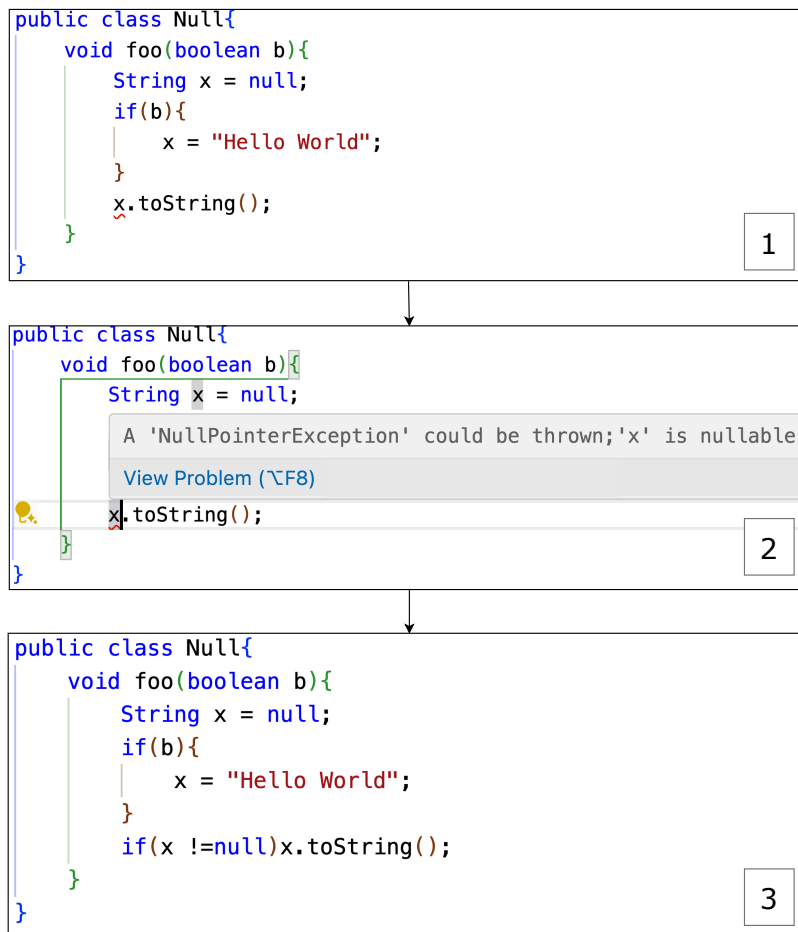 public class Null{
void foo(boolean b){
String x = null;
if(b){
x = "Hello World";
}
x.toString();
}
}
1
public class Null{
void foo(boolean b){
String x = null;
A 'NullPointerException' could be thrown;'x' is nullable
View Problem (⌥F8)
x.toString();
}
}
2
public class Null{
void foo(boolean b){
String x = null;
if(b){
x = "Hello World";
}
if(x !=null)x.toString();
}
}
3